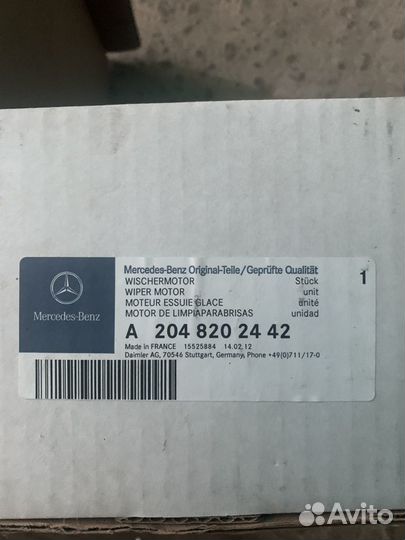 Mercedes-Benz Original-Teile/Geprüfte Qualität 1
WISCHERMOTOR Stück
WIPER MOTOR unit
MOTEUR ESSUIE GLACE unité
MOTOR DE LIMPIAPARABRISAS unidad
Mercedes-Benz
A 204 820 24 42
Made in FRANCE 15525884 14.02.12
Daimler AG, 70546 Stuttgart, Germany, Phone +49(0)711/17-0
Avito